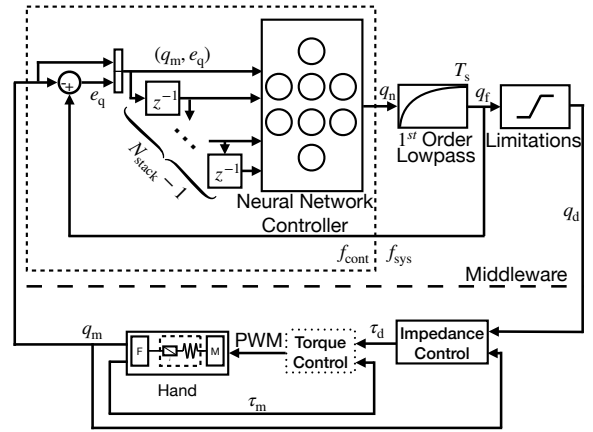 (q_m, e_q)
e_q
-+
z^{-1}
z^{-1}
N_stack − 1
Neural Network
Controller
q_n
T_s
q_f
1^{st} Order
Lowpass
Limitations
q_d
f_cont
f_sys
Middleware
q_m
F
M
Hand
PWM
Torque
Control
τ_d
Impedance
Control
τ_m